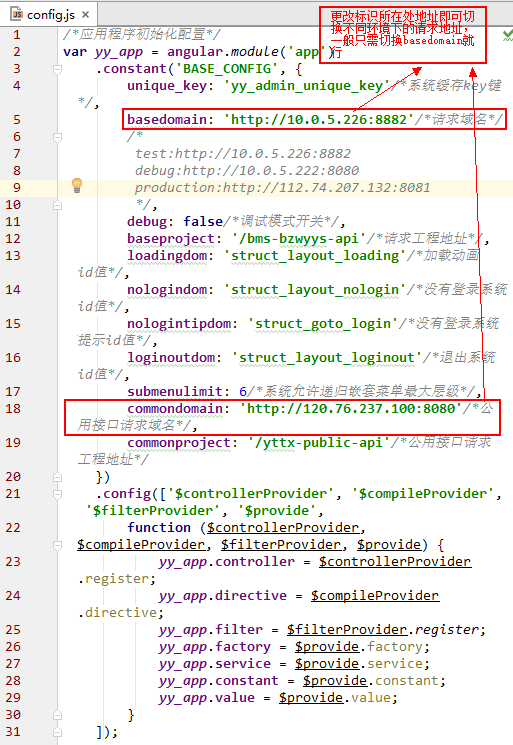 config.js
更改标识所在处地址即可切
换不同环境下的请求地址,
一般只需切换basedomain就
行
1 /*应用程序初始化配置*/
2 var yy_app = angular.module('app')
3 .constant('BASE_CONFIG', {
4 unique_key: 'yy_admin_unique_key'/*系统缓存key键
*/,
5 basedomain: 'http://10.0.5.226:8882'/*请求域名*/
6 /*
7 test:http://10.0.5.226:8882
8 debug:http://10.0.5.222:8080
9 production:http://112.74.207.132:8081
10 */,
11 debug: false/*调试模式开关*/,
12 baseproject: '/bms-bzwyys-api'/*请求工程地址*/,
13 loadingdom: 'struct_layout_loading'/*加载动画
id值*/,
14 nologindom: 'struct_layout_nologin'/*没有登录系统
id值*/,
15 nologintipdom: 'struct_goto_login'/*没有登录系统
提示id值*/,
16 loginoutdom: 'struct_layout_loginout'/*退出系统
id值*/,
17 submenulimit: 6/*系统允许递归嵌套菜单最大层级*/,
18 commondomain: 'http://120.76.237.100:8080'/*公
用接口请求域名*/,
19 commonproject: '/yttx-public-api'/*公用接口请求
工程地址*/
20 })
21 .config(['$controllerProvider', '$compileProvider',
'$filterProvider', '$provide',
22 function ($controllerProvider,
$compileProvider, $filterProvider, $provide) {
23 yy_app.controller = $controllerProvider
.register;
24 yy_app.directive = $compileProvider
.directive;
25 yy_app.filter = $filterProvider.register;
26 yy_app.factory = $provide.factory;
27 yy_app.service = $provide.service;
28 yy_app.constant = $provide.constant;
29 yy_app.value = $provide.value;
30 }
31 ]);